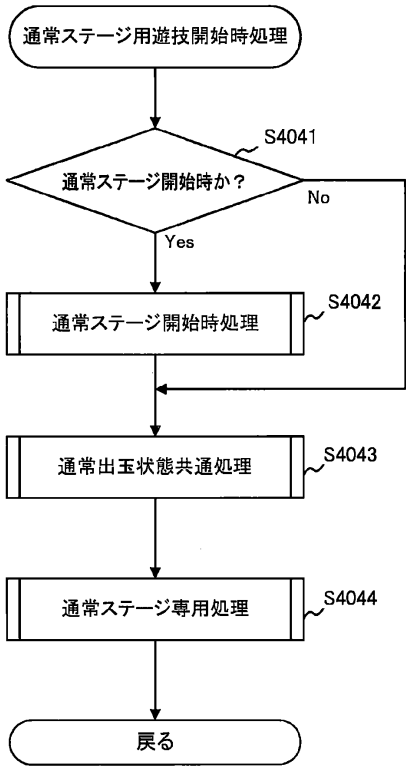 通常ステージ用遊技開始時処理
S4041
通常ステージ開始時か？
No
Yes
S4042
通常ステージ開始時処理
S4043
通常出玉状態共通処理
S4044
通常ステージ専用処理
戻る